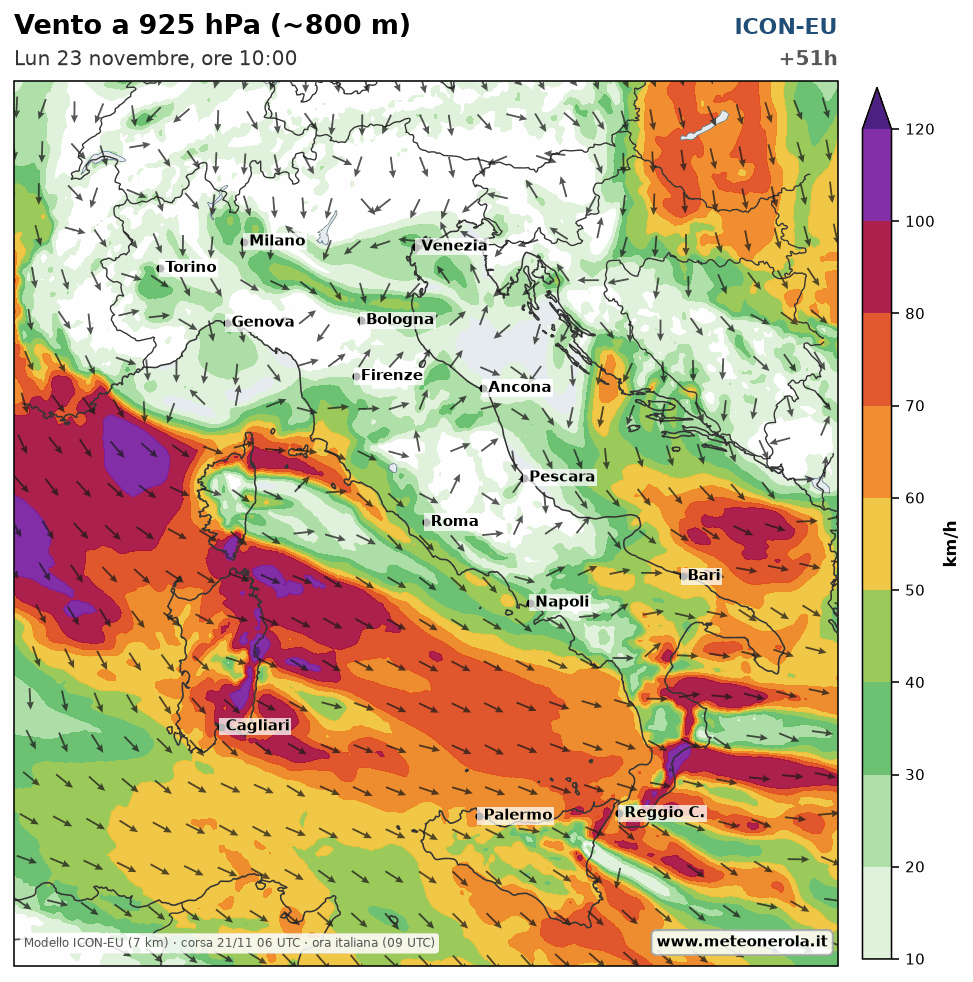 Vento a 925 hPa (~800 m)
ICON-EU
Lun 23 novembre, ore 10:00
+51h
120
100
80
70
60
50
40
30
20
10
km/h
Milano
Venezia
Torino
Genova
Bologna
Firenze
Ancona
Pescara
Roma
Bari
Napoli
Cagliari
Palermo
Reggio C.
Modello ICON-EU (7 km) · corsa 21/11 06 UTC · ora italiana (09 UTC)
www.meteonerola.it